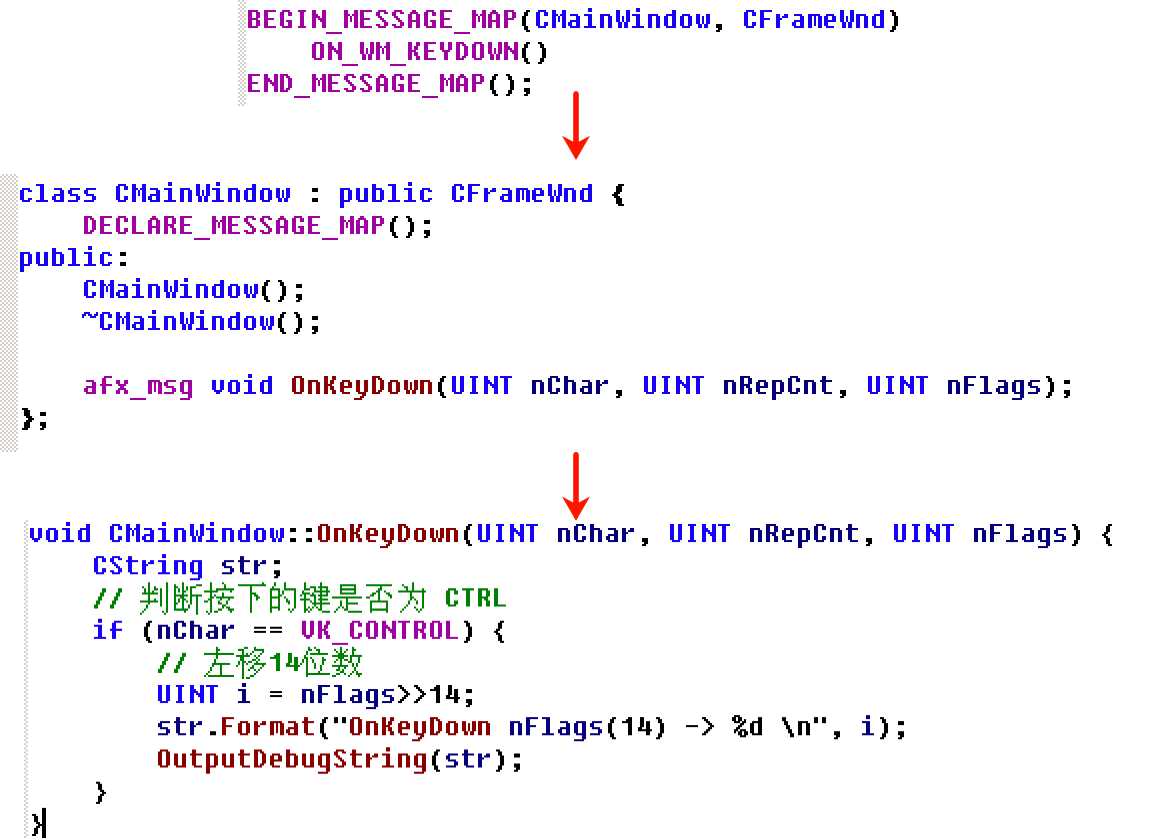 BEGIN_MESSAGE_MAP(CMainWindow, CFrameWnd)
    ON_WM_KEYDOWN()
END_MESSAGE_MAP();
class CMainWindow : public CFrameWnd {
    DECLARE_MESSAGE_MAP();
public:
    CMainWindow();
    ~CMainWindow();
    afx_msg void OnKeyDown(UINT nChar, UINT nRepCnt, UINT nFlags);
};
void CMainWindow::OnKeyDown(UINT nChar, UINT nRepCnt, UINT nFlags) {
    CString str;
    // 判断按下的键是否为 CTRL
    if (nChar == VK_CONTROL) {
        // 左移14位数
        UINT i = nFlags>>14;
        str.Format("OnKeyDown nFlags(14) -> %d \n", i);
        OutputDebugString(str);
    }
}